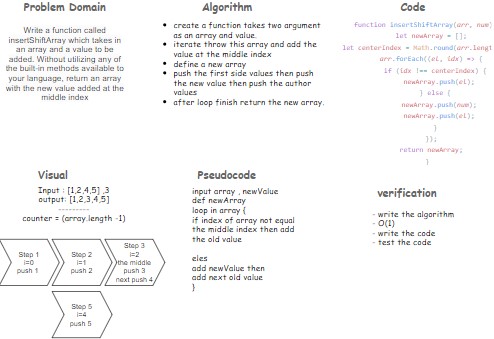 Problem Domain
Write a function called
insertShiftArray which takes in
an array and a value to be
added. Without utilizing any of
the built-in methods available to
your language, return an array
with the new value added at the
middle index
Algorithm
• create a function takes two argument
as an array and value.
• iterate throw this array and add the
value at the middle index
• define a new array
• push the first side values then push
the new value then push the author
values
• after loop finish return the new array.
Code
function insertShiftArray(arr, num)
let newArray = [];
let centerIndex = Math.round(arr.lengt
arr.forEach((ei, idx) => {
if (idx !== centerindex) {
newArray.push(ei);
} else {
newArray.push(num);
newArray.push(ei);
}
});
return newArray;
}
Visual
Input : [1,2,4,5] ,3
output: [1,2,3,4,5]
---------
counter = (array.length -1)
Step 1
i=0
push 1
Step 2
i=1
push 2
Step 3
i=2
the middle
push 3
next push 4
Step 5
i=4
push 5
Pseudocode
input array , newValue
def newArray
loop in array {
if index of array not equal
the middle index then add
the old value
eles
add newValue then
add next old value
}
verification
- write the algorithm
- O(1)
- write the code
- test the code